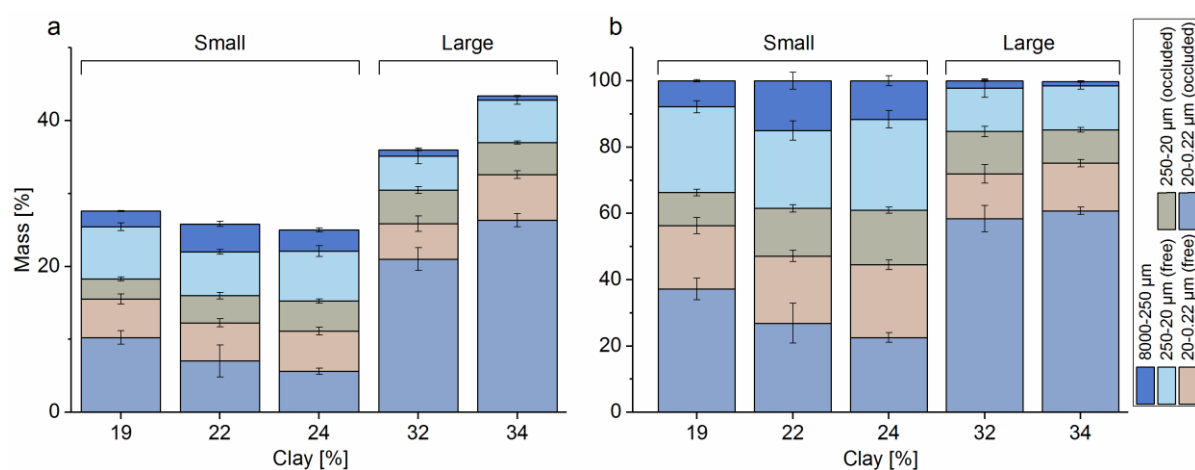 a
Small
Large
Mass [%]
40
20
0
19
22
24
32
34
Clay [%]
b
Small
Large
100
80
60
40
20
0
19
22
24
32
34
Clay [%]
8000-250 µm
250-20 µm (free)
20-0.22 µm (free)
250-20 µm (occluded)
20-0.22 µm (occluded)